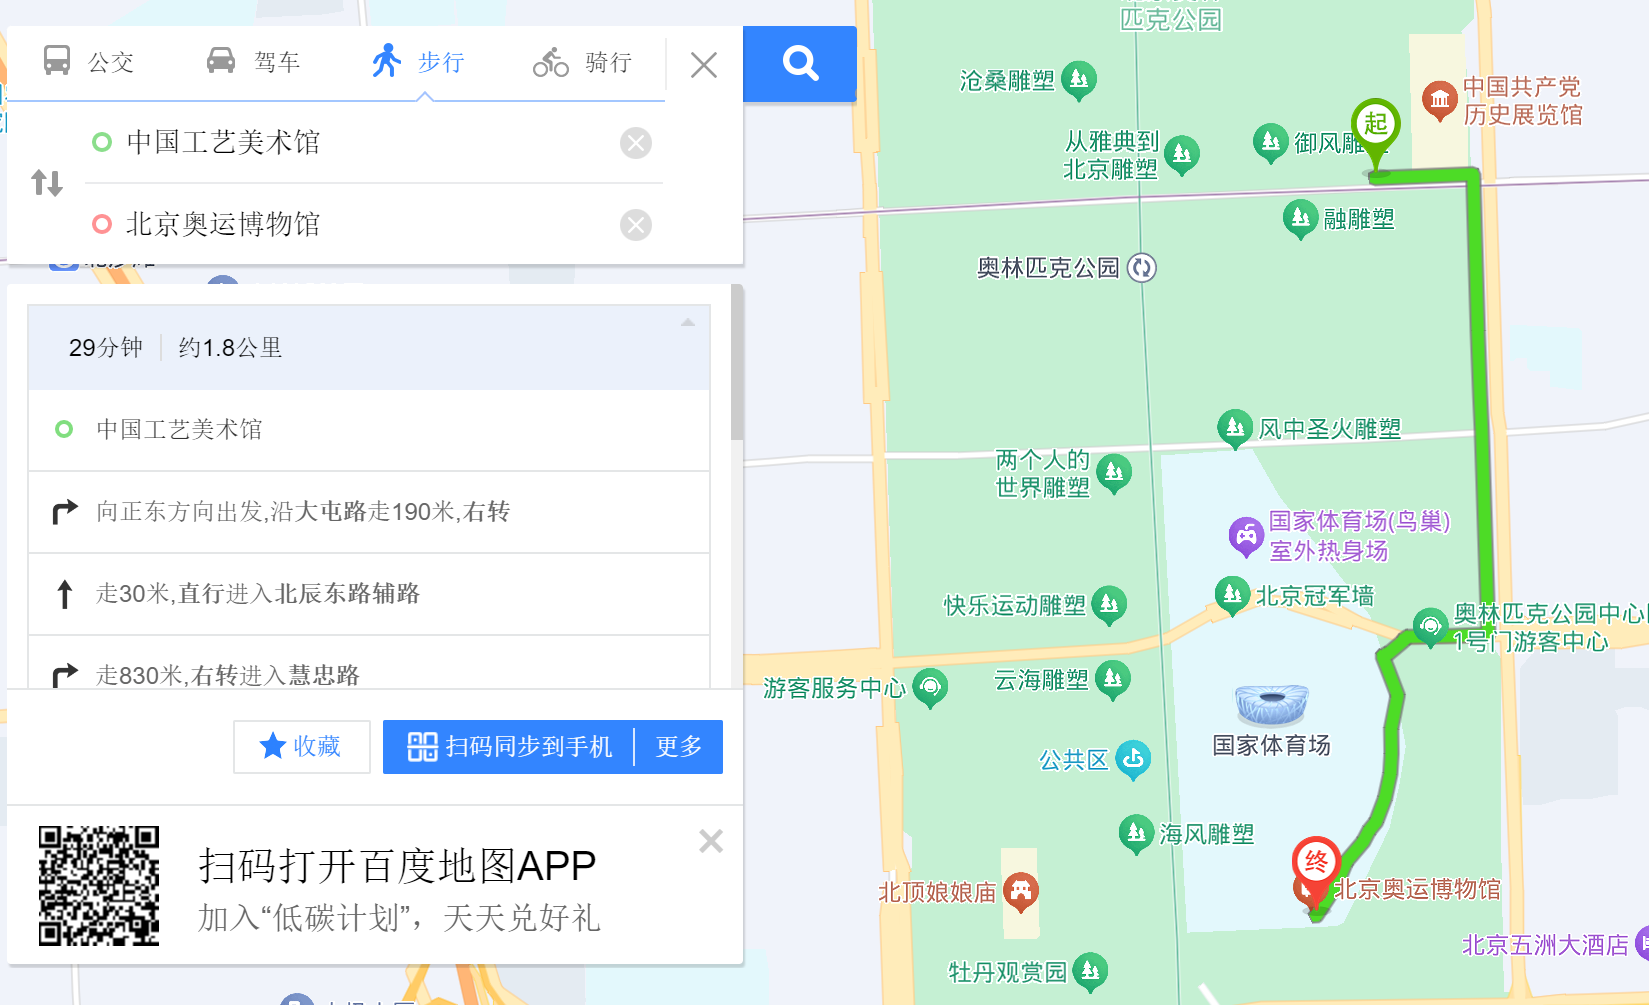 公交
驾车
步行
骑行
中国工艺美术馆
北京奥运博物馆
29分钟
约1.8公里
中国工艺美术馆
向正东方向出发,沿大屯路走190米,右转
走30米,直行进入北辰东路辅路
走830米,右转进入慧忠路
收藏
扫码同步到手机
更多
扫码打开百度地图APP
加入“低碳计划”，天天兑好礼
匹克公园
沧桑雕塑
中国共产党
历史展览馆
起
从雅典到
北京雕塑
御风雕塑
融雕塑
奥林匹克公园
风中圣火雕塑
两个人的
世界雕塑
国家体育场(鸟巢)
室外热身场
快乐运动雕塑
北京冠军墙
奥林匹克公园中心
1号门游客中心
游客服务中心
云海雕塑
国家体育场
公共区
海风雕塑
终
北顶娘娘庙
北京奥运博物馆
北京五洲大酒店
牡丹观赏园